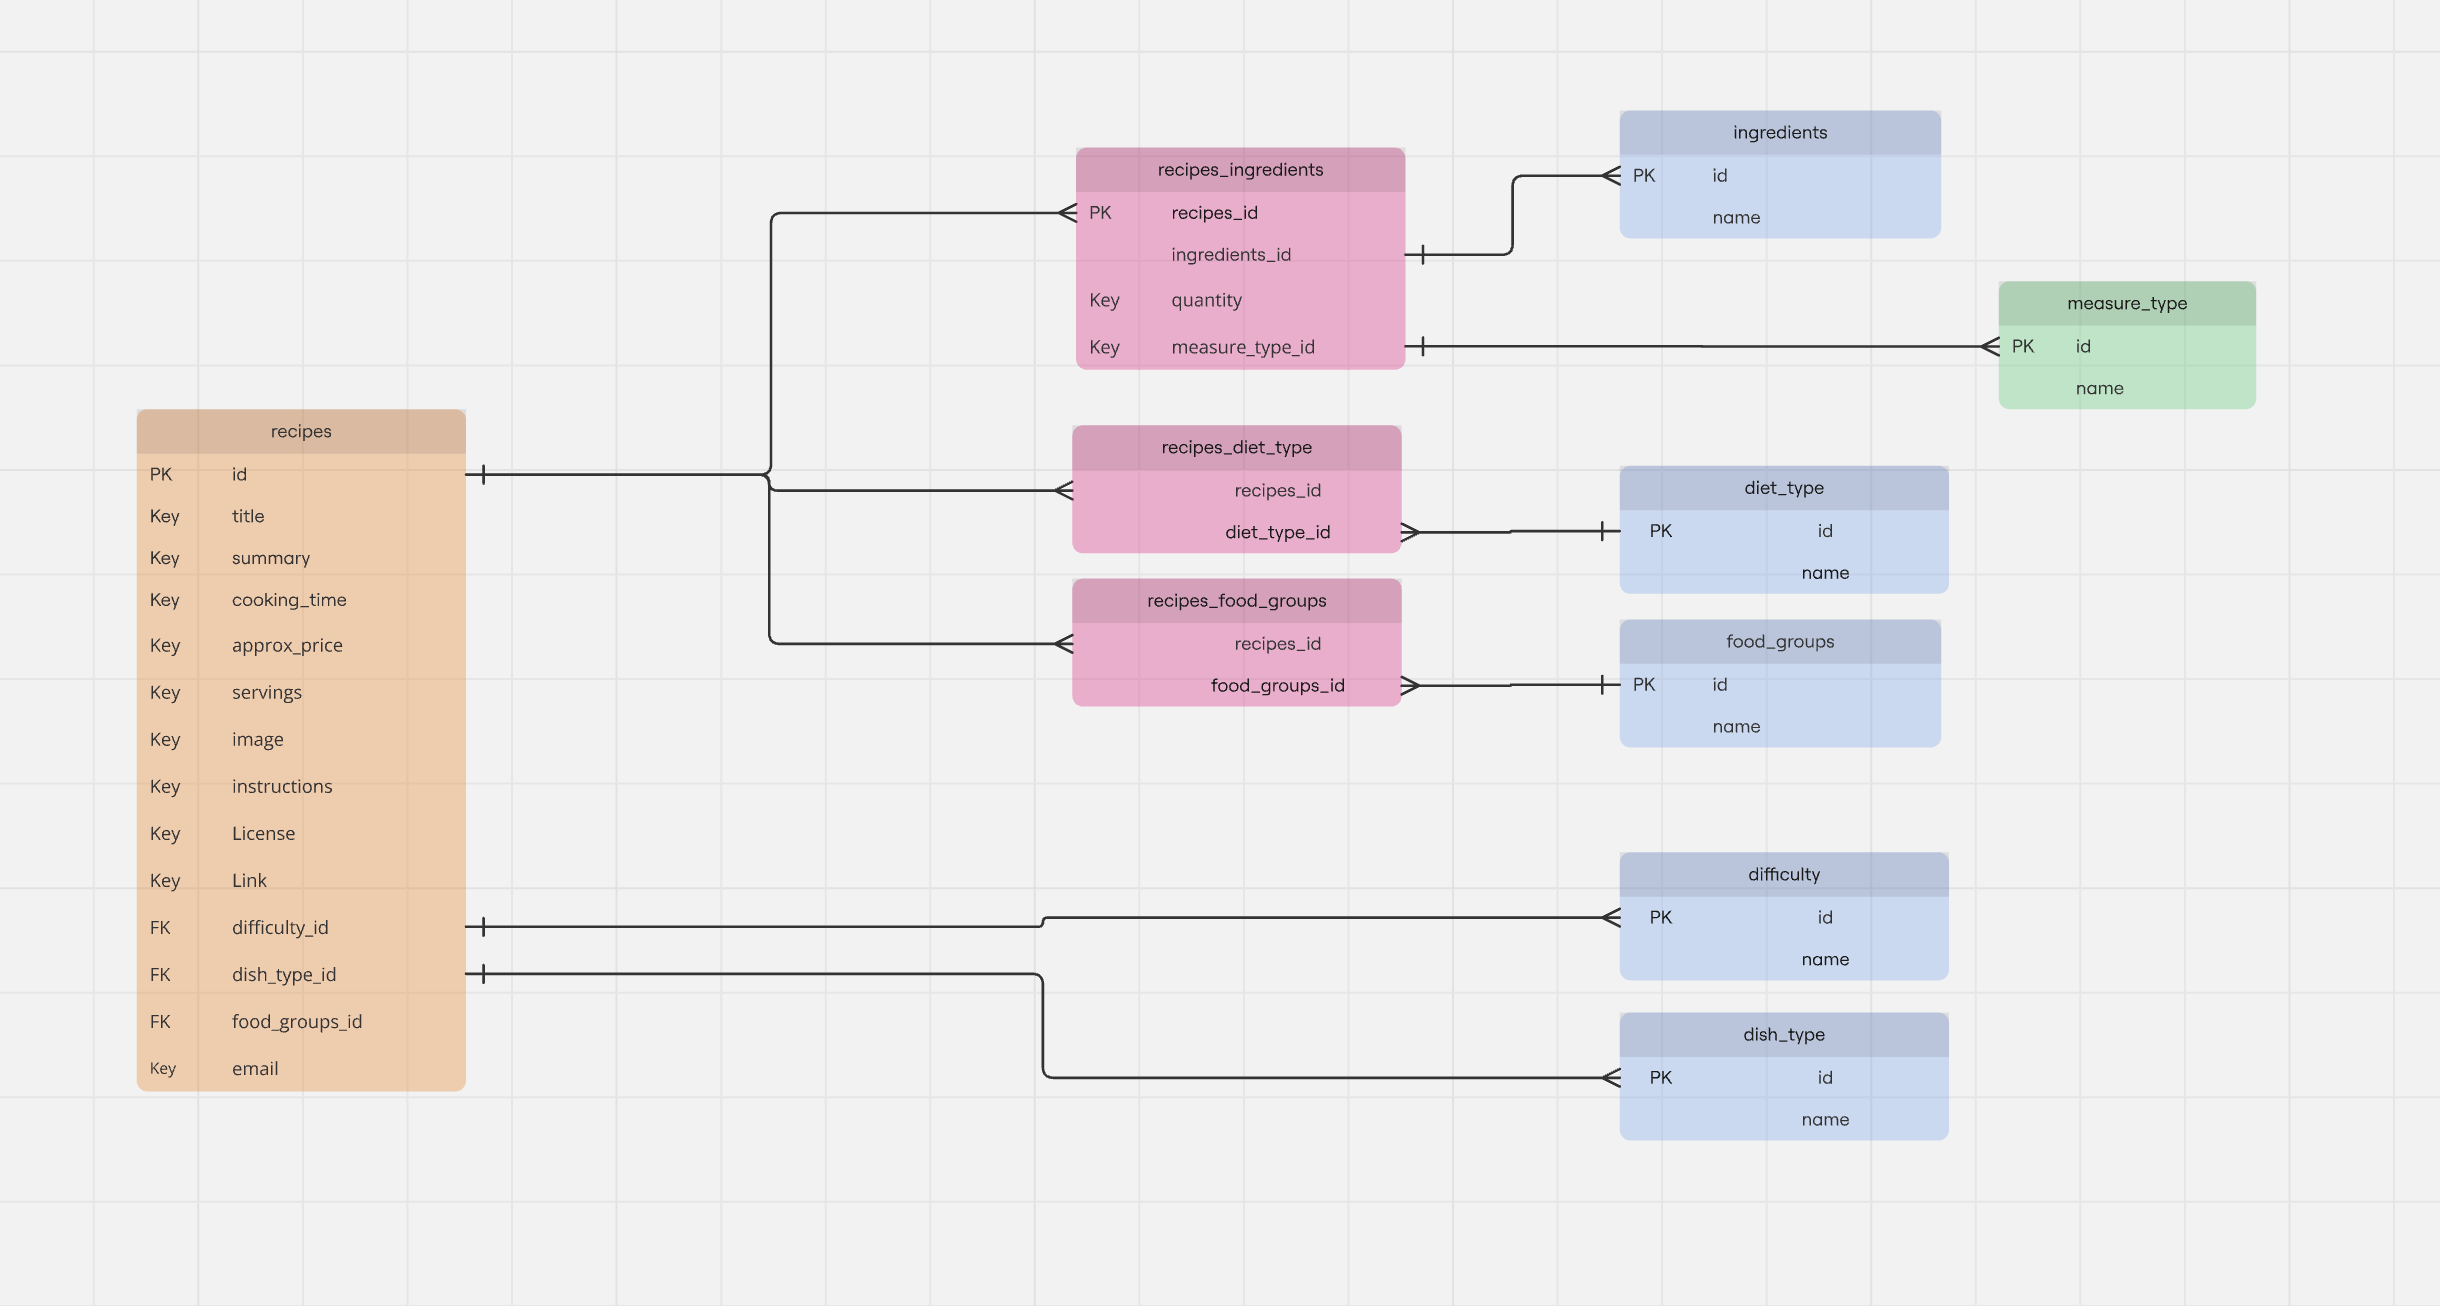 recipes
PK id
Key title
Key summary
Key cooking_time
Key approx_price
Key servings
Key image
Key instructions
Key License
Key Link
FK difficulty_id
FK dish_type_id
FK food_groups_id
Key email
recipes_ingredients
PK recipes_id
ingredients_id
Key quantity
Key measure_type_id
recipes_diet_type
recipes_id
diet_type_id
recipes_food_groups
recipes_id
food_groups_id
ingredients
PK id
name
measure_type
PK id
name
diet_type
PK id
name
food_groups
PK id
name
difficulty
PK id
name
dish_type
PK id
name